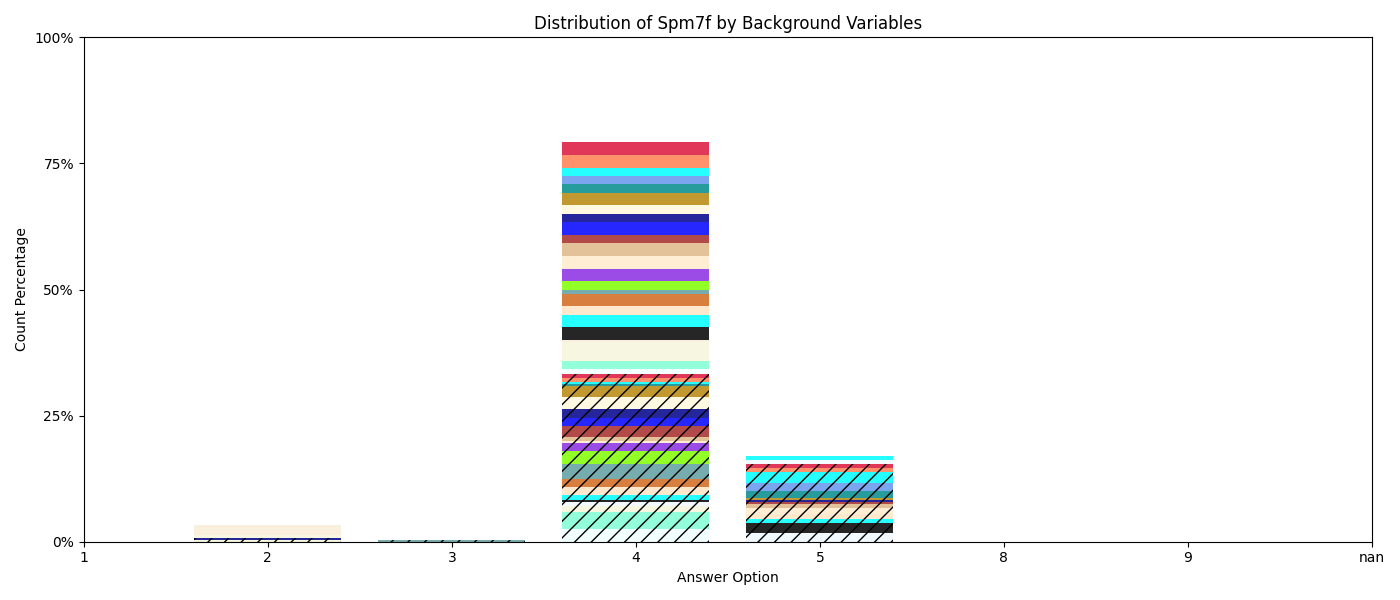 Distribution of Spm7f by Background Variables
Count Percentage
100%
75%
50%
25%
0%
1 2 3 4 5 8 9 nan
Answer Option